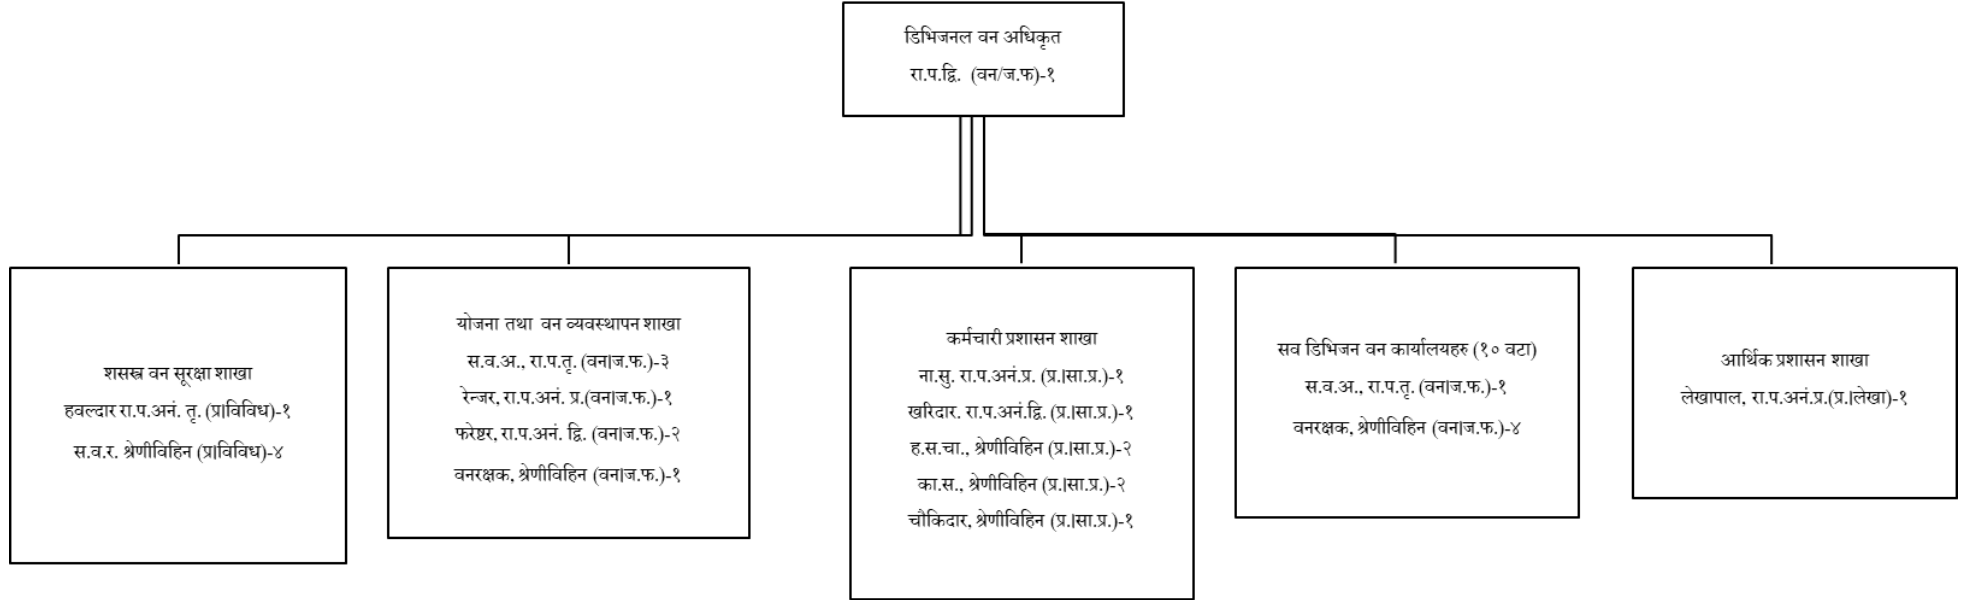 डिभिजनल वन अधिकृत
रा.प.द्वि. (वन/ज.फ)-१
शसस्त्र वन सूरक्षा शाखा
हवल्दार रा.प.अनं. तृ. (प्र।विविध)-१
स.व.र. श्रेणीविहिन (प्र।विविध)-४
योजना तथा वन व्यवस्थापन शाखा
स.व.अ., रा.प.तृ. (वन।ज.फ.)-३
रेन्जर, रा.प.अनं. प्र.(वन।ज.फ.)-१
फरेष्टर, रा.प.अनं. द्वि. (वन।ज.फ.)-२
वनरक्षक, श्रेणीविहिन (वन।ज.फ.)-१
कर्मचारी प्रशासन शाखा
ना.सु. रा.प.अनं.प्र. (प्र.।सा.प्र.)-१
खरिदार. रा.प.अनं.द्वि. (प्र.।सा.प्र.)-१
ह.स.चा., श्रेणीविहिन (प्र.।सा.प्र.)-२
का.स., श्रेणीविहिन (प्र.।सा.प्र.)-२
चौकिदार, श्रेणीविहिन (प्र.।सा.प्र.)-१
सव डिभिजन वन कार्यालयहरु (१० वटा)
स.व.अ., रा.प.तृ. (वन।ज.फ.)-१
वनरक्षक, श्रेणीविहिन (वन।ज.फ.)-४
आर्थिक प्रशासन शाखा
लेखापाल, रा.प.अनं.प्र.(प्र.।लेखा)-१